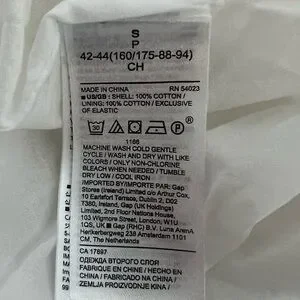 S
P
42-44(160/175-88-94)
CH
MADE IN CHINA RN 54023
US/GB : SHELL: 100% COTTON /
LINING: 100% COTTON / EXCLUSIVE
OF ELASTIC
30
1166
MACHINE WASH COLD GENTLE
CYCLE / WASH AND DRY WITH LIKE
COLORS / ONLY NON-CHLORINE
BLEACH WHEN NEEDED / TUMBLE
DRY LOW / COOL IRON
IMPORTED BY/IMPORTE PAR: Gap
Stores (Ireland) Limited c/o Arthur Cox,
10 Earlsfort Terrace, Dublin 2, D02
T380, Ireland, Gap (UK Holdings)
Limited, 2nd Floor Nations House,
103 Wigmore Street, London, W1U
1QS, UK Gap (RHC) B.V. Luna ArenA
Herikerbergweg 238 Amsterdam 1101
CM, The Netherlands
CA 17897
ОДЕЖДА ВТОРОГО СЛОЯ
FABRIQUE EN CHINE / HECHO EN
CHINA / FABRICADO NA CHINA /
ZEMLJA PROIZVODNJE KINA /